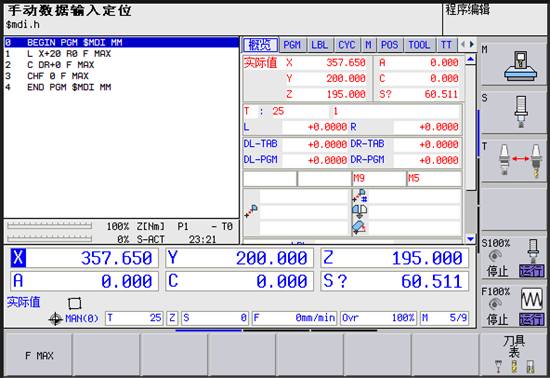 手动数据输入定位
$mdi.h
程序编辑
0 BEGIN PGM $MDI MM
1 L X+20 R0 F MAX
2 C DR+0 F MAX
3 CHF 0 F MAX
4 END PGM $MDI MM
概览 PGM LBL CYC M POS TOOL TT
实际值 X 357.650 A 0.000
Y 200.000 C 0.000
Z 195.000 S? 60.511
T : 25 1
L +0.0000 R +0.0000
DL-TAB +0.0000 DR-TAB +0.0000
DL-PGM +0.0000 DR-PGM +0.0000
M9 M5
100% Z[Nm] P1 - T0
0% S-ACT 23:21
X 357.650 Y 200.000 Z 195.000
A 0.000 C 0.000 S? 60.511
实际值
MAN(0) T 25 Z S 0 F 0mm/min Ovr 100% M 5/9
M
S
T
S100%
停止 运行
F100%
停止 运行
F MAX
刀具
表